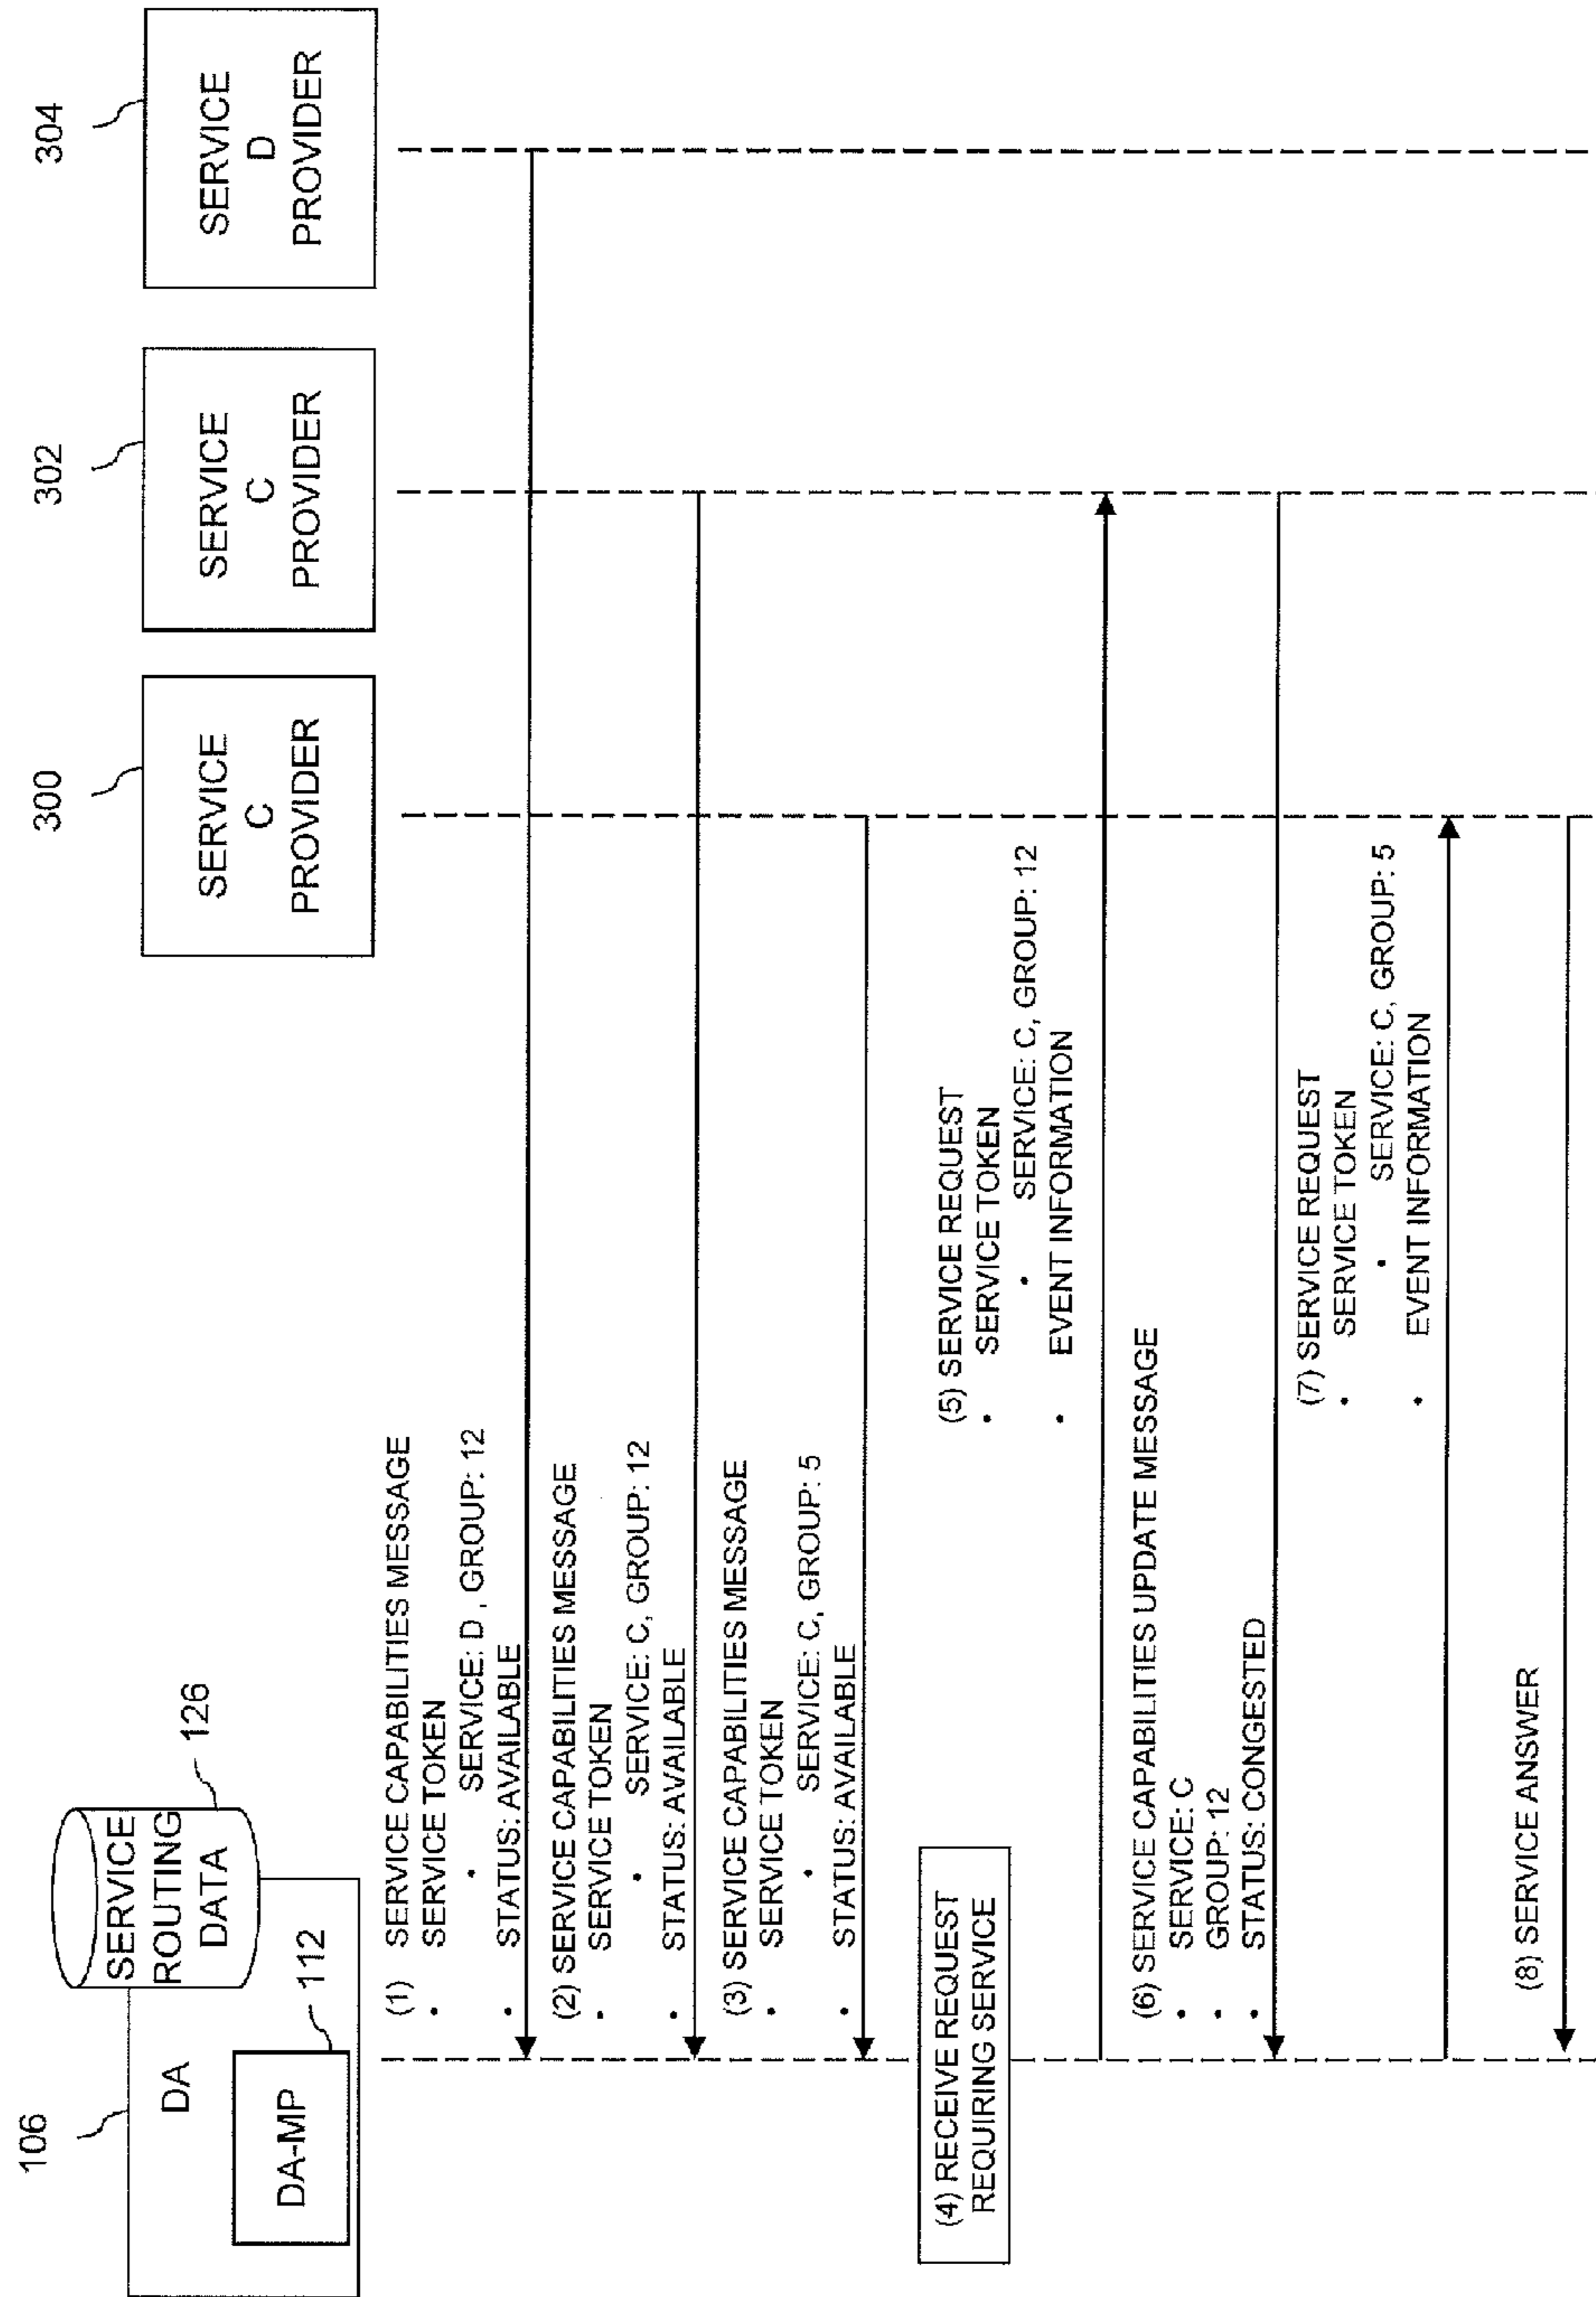 106
DA
DA-MP
112
SERVICE
ROUTING
DATA
126
300
SERVICE
C
PROVIDER
302
SERVICE
C
PROVIDER
304
SERVICE
D
PROVIDER
(1) SERVICE CAPABILITIES MESSAGE
• SERVICE TOKEN
• SERVICE: D , GROUP: 12
• STATUS: AVAILABLE
(2) SERVICE CAPABILITIES MESSAGE
• SERVICE TOKEN
• SERVICE: C, GROUP: 12
• STATUS: AVAILABLE
(3) SERVICE CAPABILITIES MESSAGE
• SERVICE TOKEN
• SERVICE: C, GROUP: 5
• STATUS: AVAILABLE
(4) RECEIVE REQUEST
REQUIRING SERVICE
(5) SERVICE REQUEST
• SERVICE TOKEN
• SERVICE: C, GROUP: 12
• EVENT INFORMATION
(6) SERVICE CAPABILITIES UPDATE MESSAGE
• SERVICE: C
• GROUP: 12
• STATUS: CONGESTED
(7) SERVICE REQUEST
• SERVICE TOKEN
• SERVICE: C, GROUP: 5
• EVENT INFORMATION
(8) SERVICE ANSWER